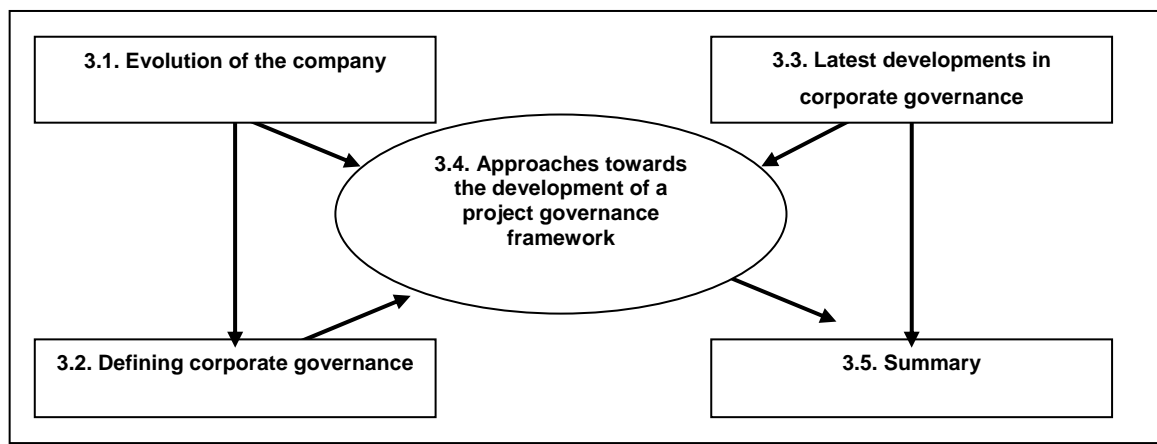 3.1. Evolution of the company
3.3. Latest developments in
corporate governance
3.4. Approaches towards
the development of a
project governance
framework
3.2. Defining corporate governance
3.5. Summary